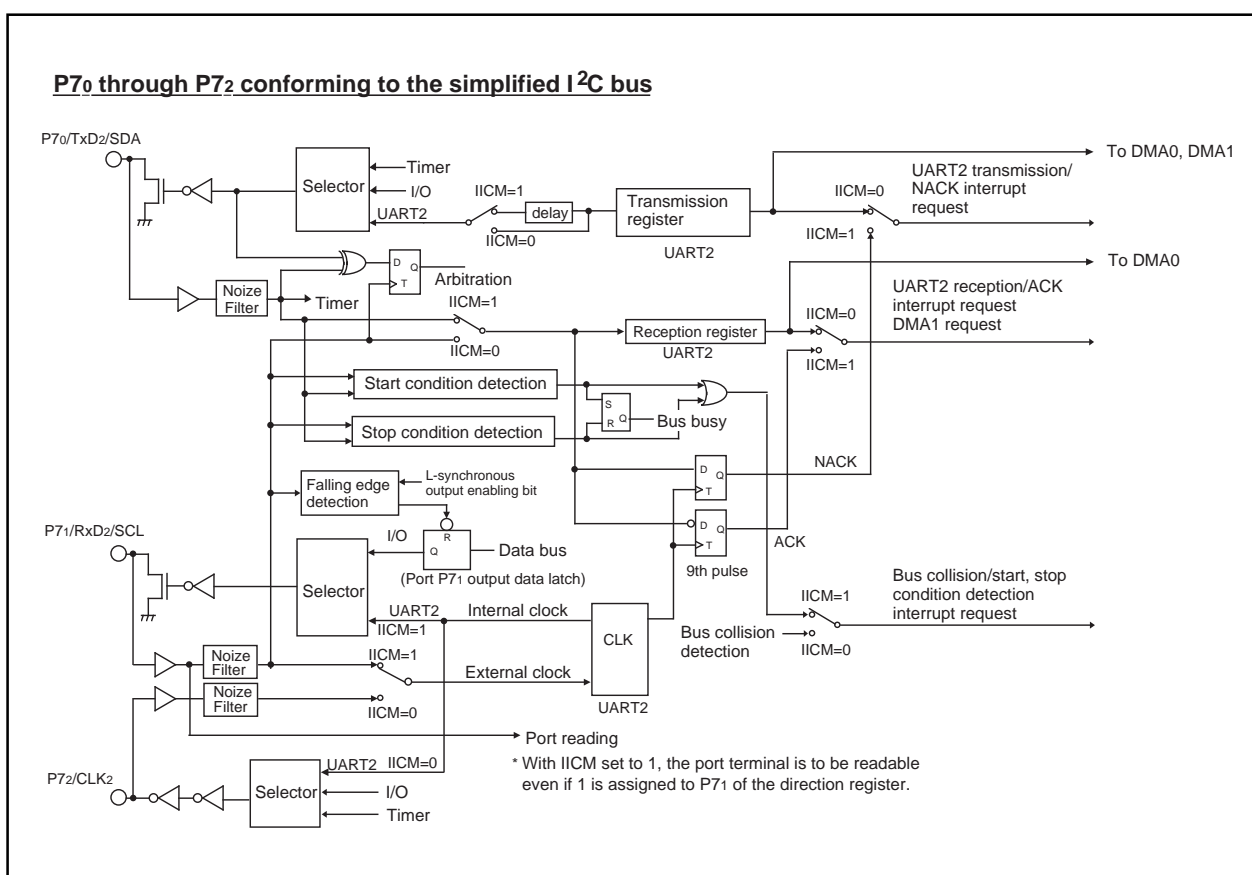 P70 through P72 conforming to the simplified I2C bus
P70/TxD2/SDA
Selector
Timer
I/O
UART2
IICM=1
delay
IICM=0
Transmission
register
UART2
IICM=0
IICM=1
To DMA0, DMA1
UART2 transmission/
NACK interrupt
request
D
Q
T
Arbitration
Noize
Filter
Timer
To DMA0
IICM=1
IICM=0
Reception register
UART2
IICM=0
IICM=1
UART2 reception/ACK
interrupt request
DMA1 request
Start condition detection
S
Q
R
Bus busy
Stop condition detection
D
Q
T
NACK
Falling edge
detection
L-synchronous
output enabling bit
D
Q
T
ACK
9th pulse
P71/RxD2/SCL
I/O
R
Q
Data bus
(Port P71 output data latch)
Selector
UART2
IICM=1
Internal clock
CLK
UART2
Bus collision/start, stop
condition detection
interrupt request
IICM=1
Bus collision
detection
IICM=0
Noize
Filter
IICM=1
External clock
Noize
Filter
IICM=0
Port reading
* With IICM set to 1, the port terminal is to be readable
even if 1 is assigned to P71 of the direction register.
P72/CLK2
Selector
UART2
IICM=0
I/O
Timer